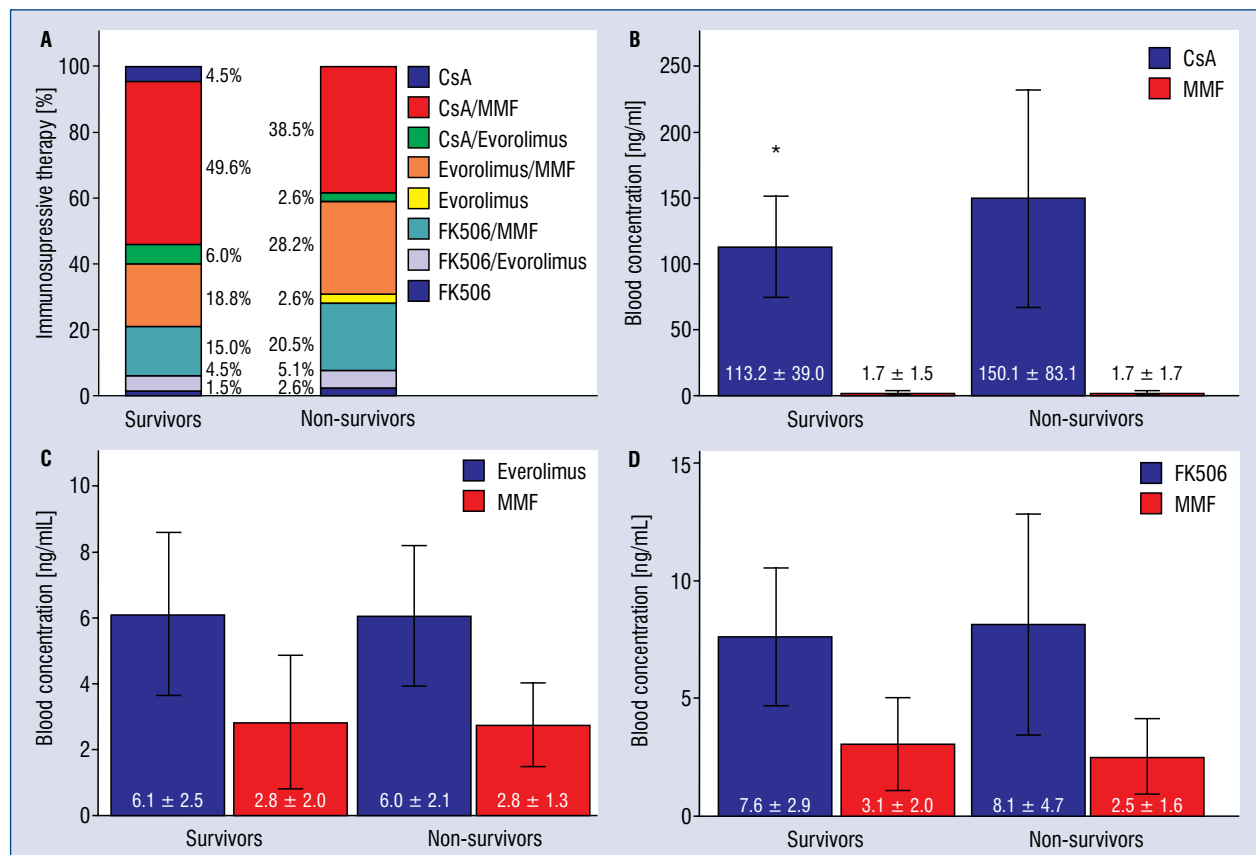 A
Immunosupressive therapy [%]
100
80
60
40
20
0
4.5%
49.6%
6.0%
18.8%
15.0%
4.5%
1.5%
38.5%
2.6%
28.2%
2.6%
20.5%
5.1%
2.6%
Survivors
Non-survivors
CsA
CsA/MMF
CsA/Evorolimus
Evorolimus/MMF
Evorolimus
FK506/MMF
FK506/Evorolimus
FK506
B
Blood concentration [ng/ml]
250
200
150
100
50
0
CsA
MMF
*
113.2 ± 39.0
1.7 ± 1.5
150.1 ± 83.1
1.7 ± 1.7
Survivors
Non-survivors
C
Blood concentration [ng/mlL]
10
8
6
4
2
0
Everolimus
MMF
6.1 ± 2.5
2.8 ± 2.0
6.0 ± 2.1
2.8 ± 1.3
Survivors
Non-survivors
D
Blood concentration [ng/mL]
15
10
5
0
FK506
MMF
7.6 ± 2.9
3.1 ± 2.0
8.1 ± 4.7
2.5 ± 1.6
Survivors
Non-survivors